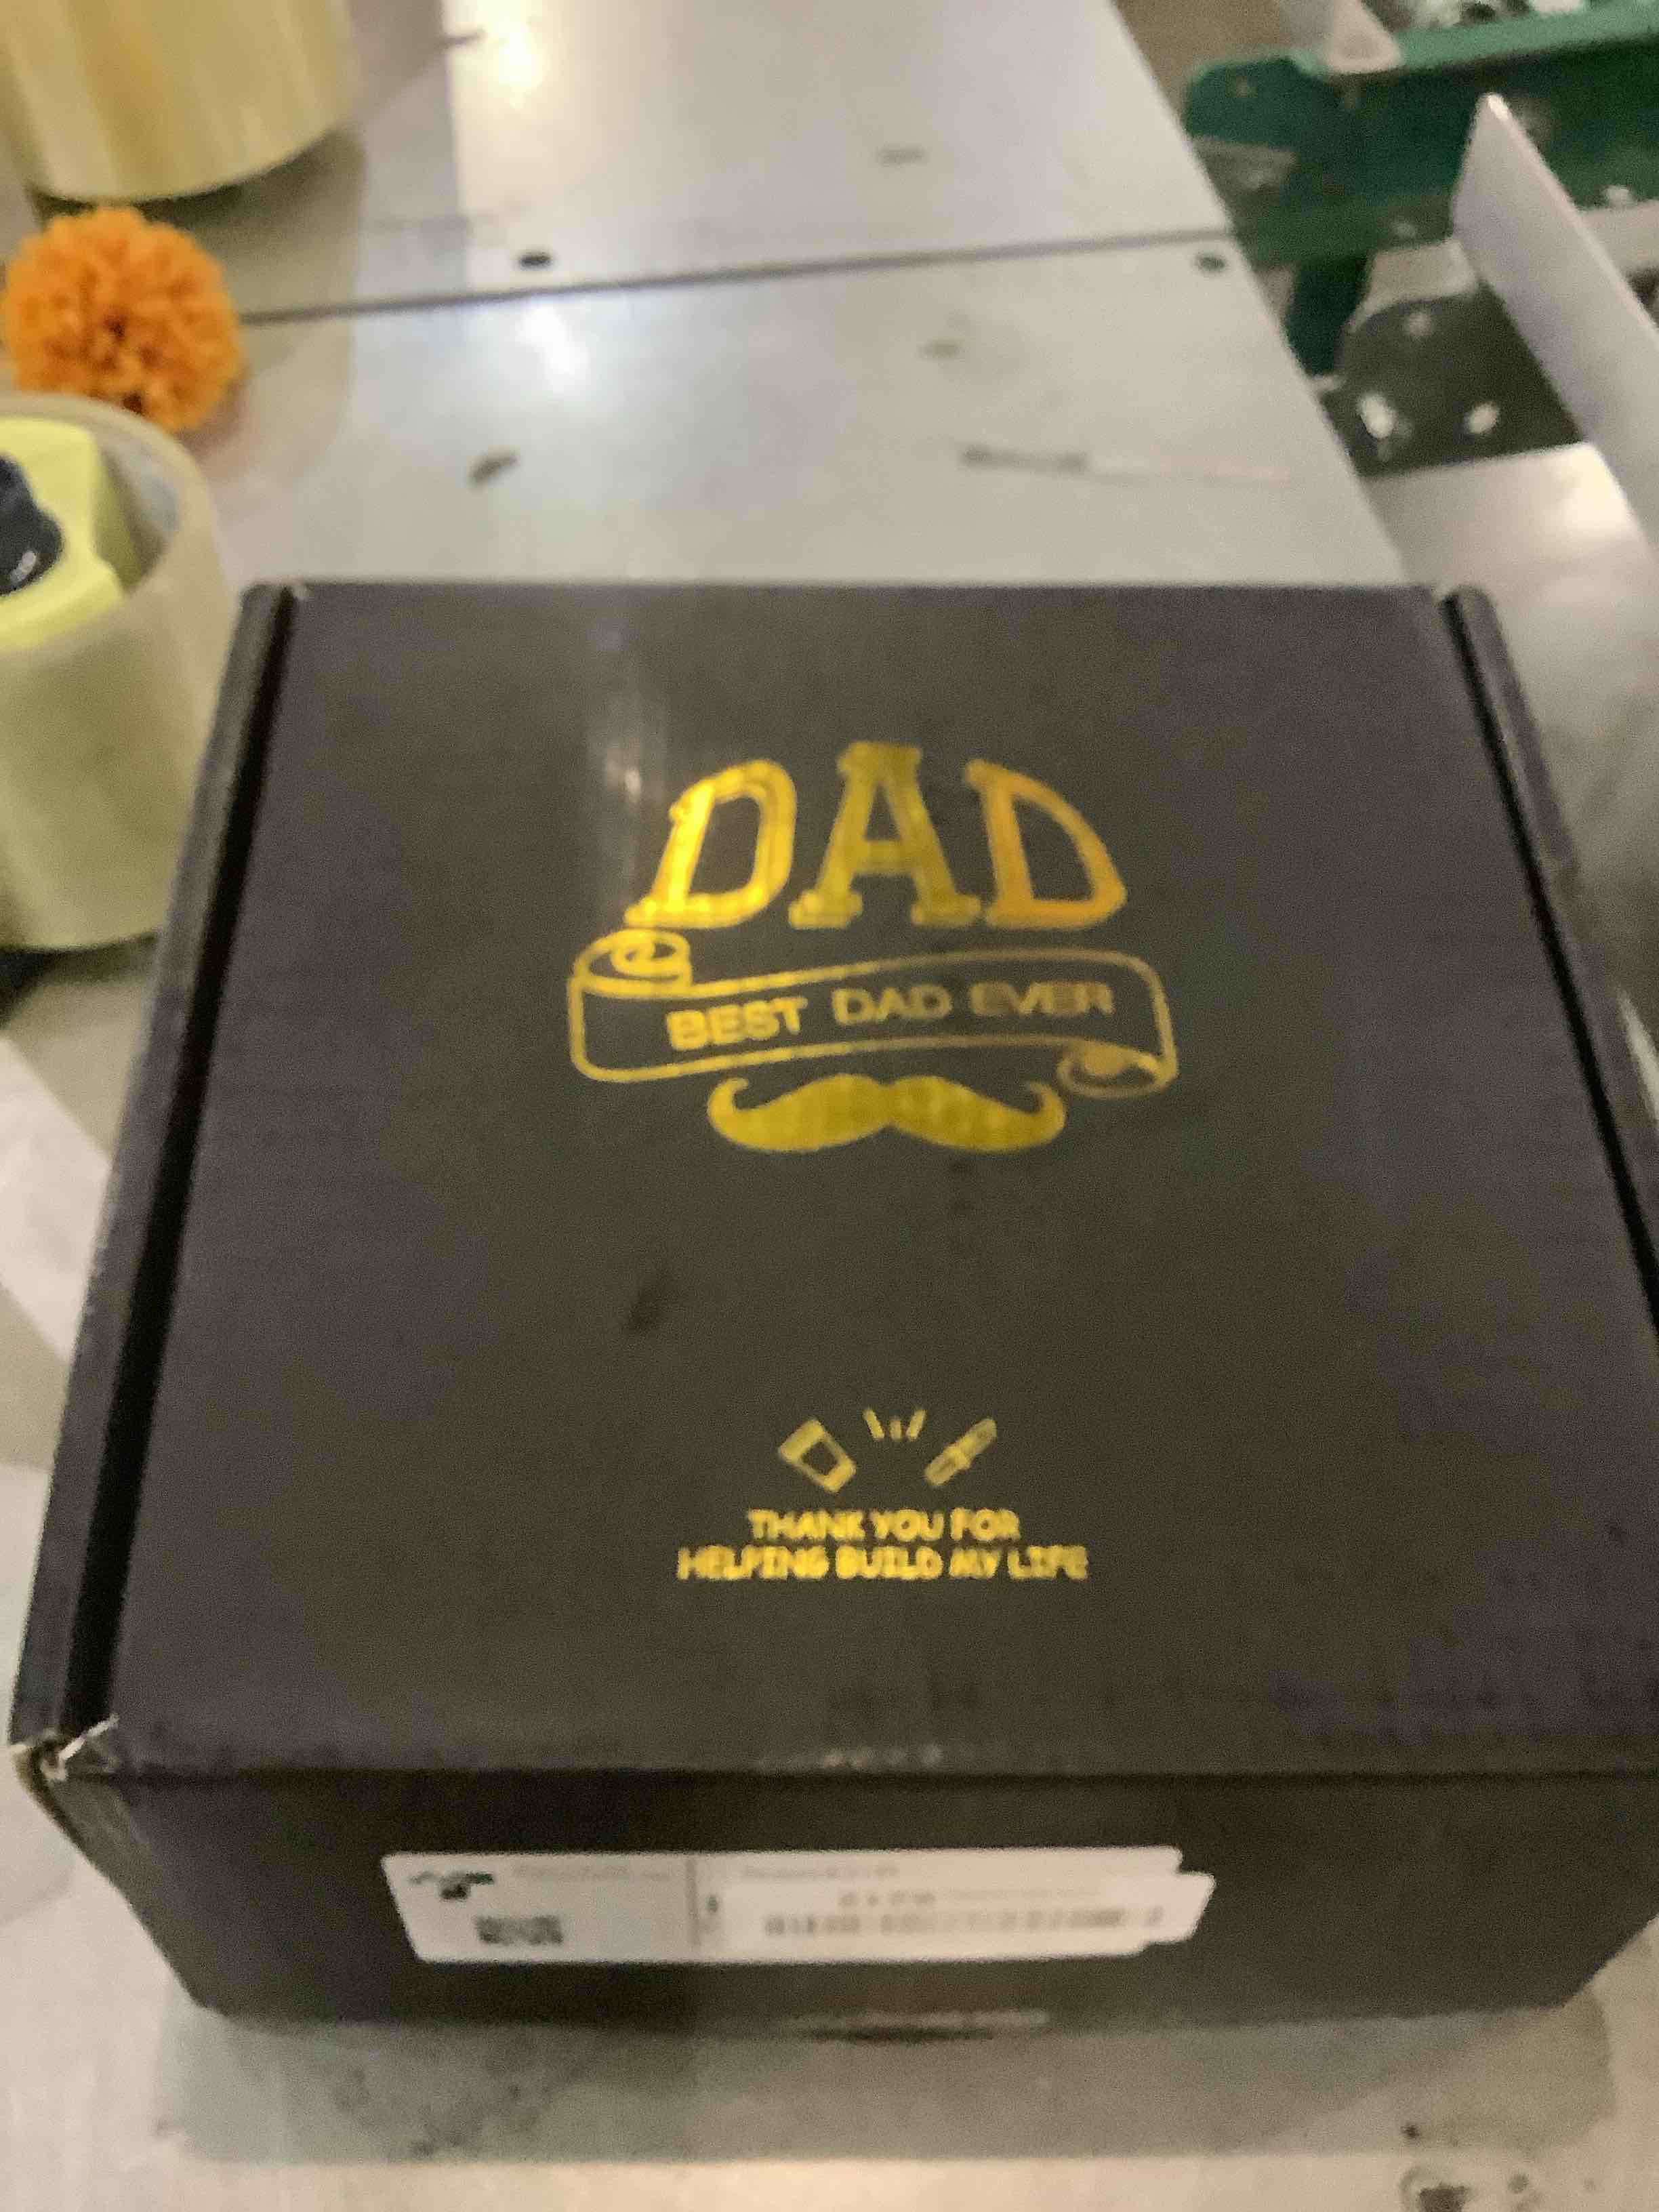 DAD
BEST DAD EVER
THANK YOU FOR
HELPING BUILD MY LIFE